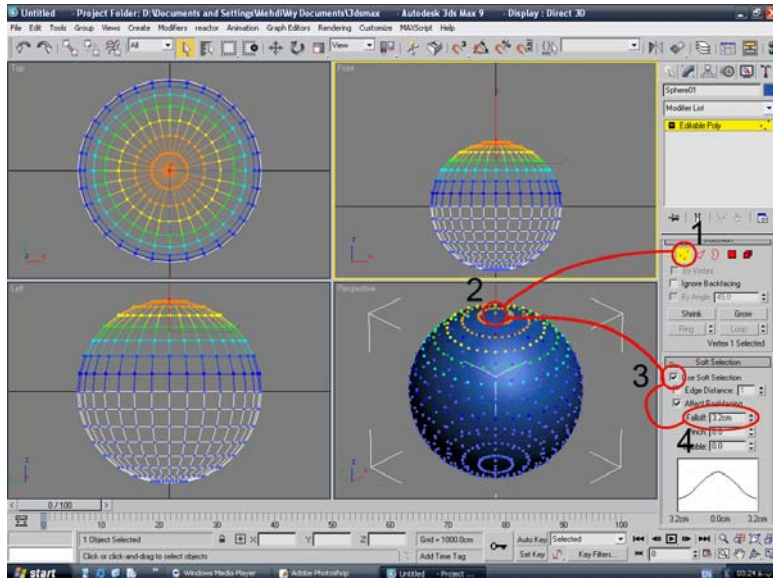 Untitled - Project Folder: D:\Documents and Settings\Mehdi\My Documents\3dsmax - Autodesk 3ds Max 9 - Display : Direct 3D
File Edit Tools Group Views Create Modifiers reactor Animation Graph Editors Rendering Customize MAXScript Help
All
View
Top
Front
Left
Perspective
Sphere01
Modifier List
Editable Poly
1
Selection
By Vertex
Ignore Backfacing
By Angle: 45.0
Shrink Grow
Ring Loop
Vertex 1 Selected
2
Soft Selection
3
Use Soft Selection
Edge Distance: 1
Affect Backfacing
Falloff: 3.2cm
4
Pinch: 0.0
Bubble: 0.0
3.2cm 0.0cm 3.2cm
0 / 100
0 10 20 30 40 50 60 70 80 90 100
1 Object Selected
X: Y: Z:
Grid = 1000.0cm
Auto Key Selected
Click or click-and-drag to select objects
Add Time Tag
Set Key Key Filters...
0
start
Windows Media Player
Adobe Photoshop
Untitled - Project ...
EN
03:24